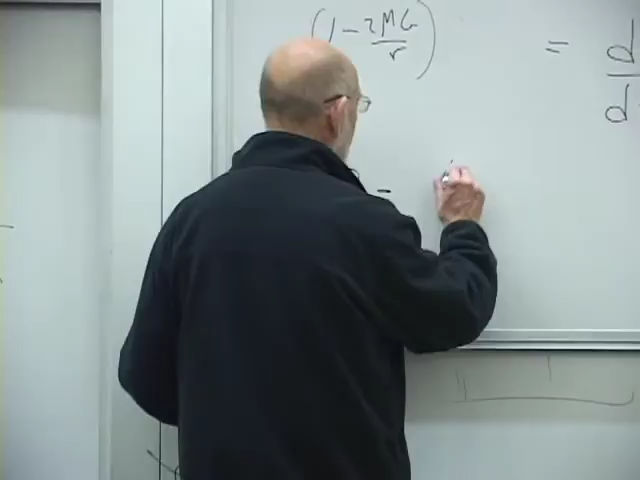 (1 - 2MG/r) = d/d
-